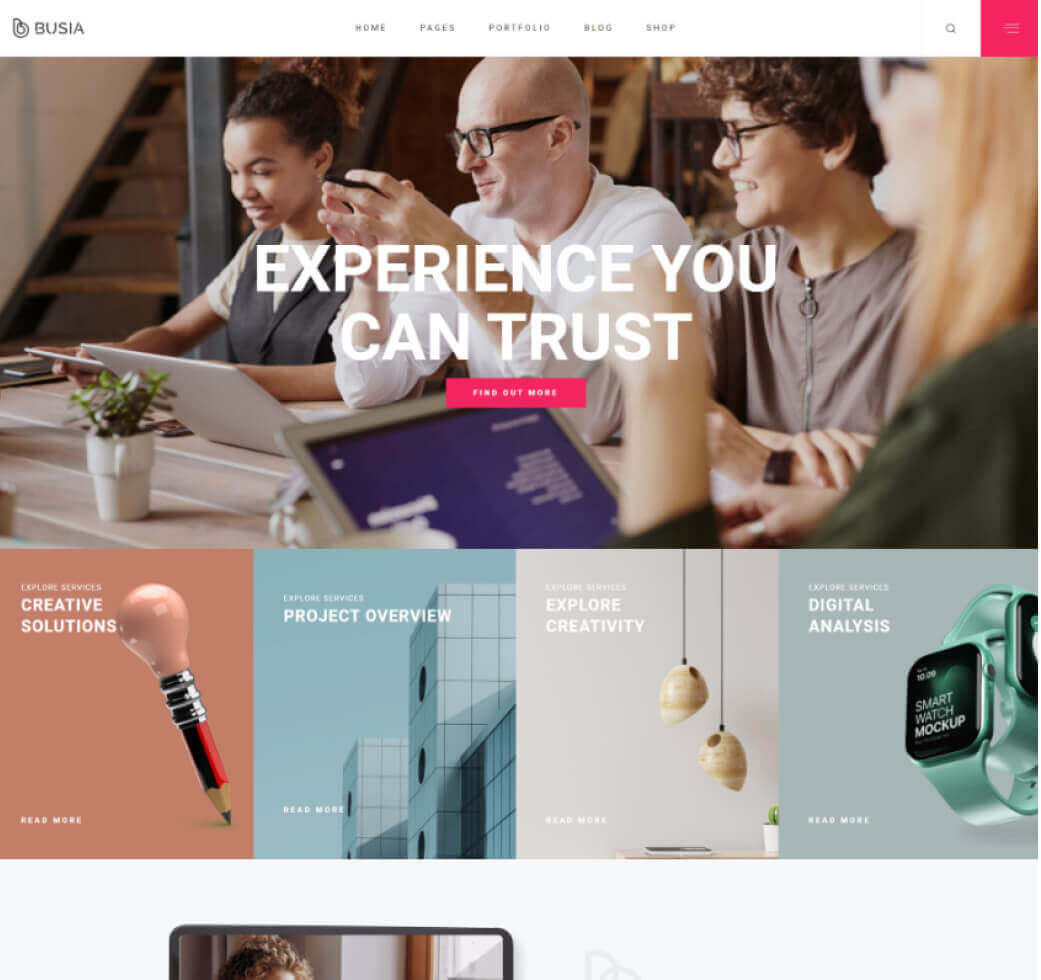 BUSIA
HOME PAGES PORTFOLIO BLOG SHOP
EXPERIENCE YOU
CAN TRUST
FIND OUT MORE
EXPLORE SERVICES
CREATIVE
SOLUTIONS
READ MORE
EXPLORE SERVICES
PROJECT OVERVIEW
READ MORE
EXPLORE SERVICES
EXPLORE
CREATIVITY
READ MORE
EXPLORE SERVICES
DIGITAL
ANALYSIS
10:09
SMART
WATCH
MOCKUP
READ MORE